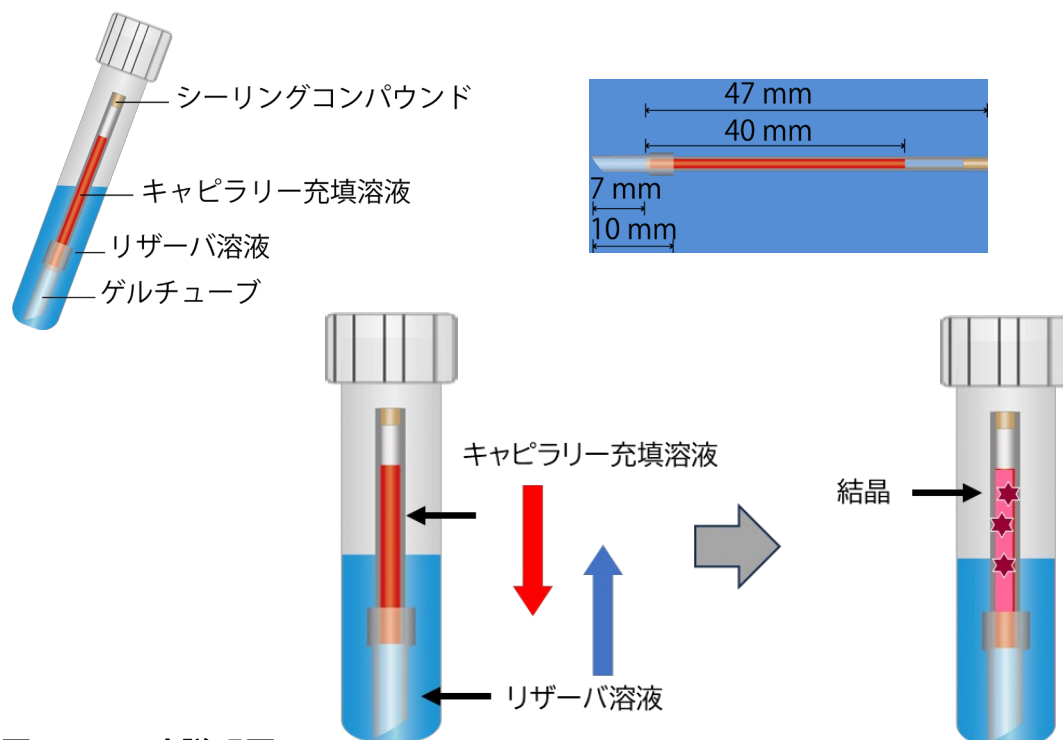 シーリングコンパウンド
キャピラリー充填溶液
リザーバ溶液
ゲルチューブ
47 mm
40 mm
7 mm
10 mm
キャピラリー充填溶液
リザーバ溶液
結晶